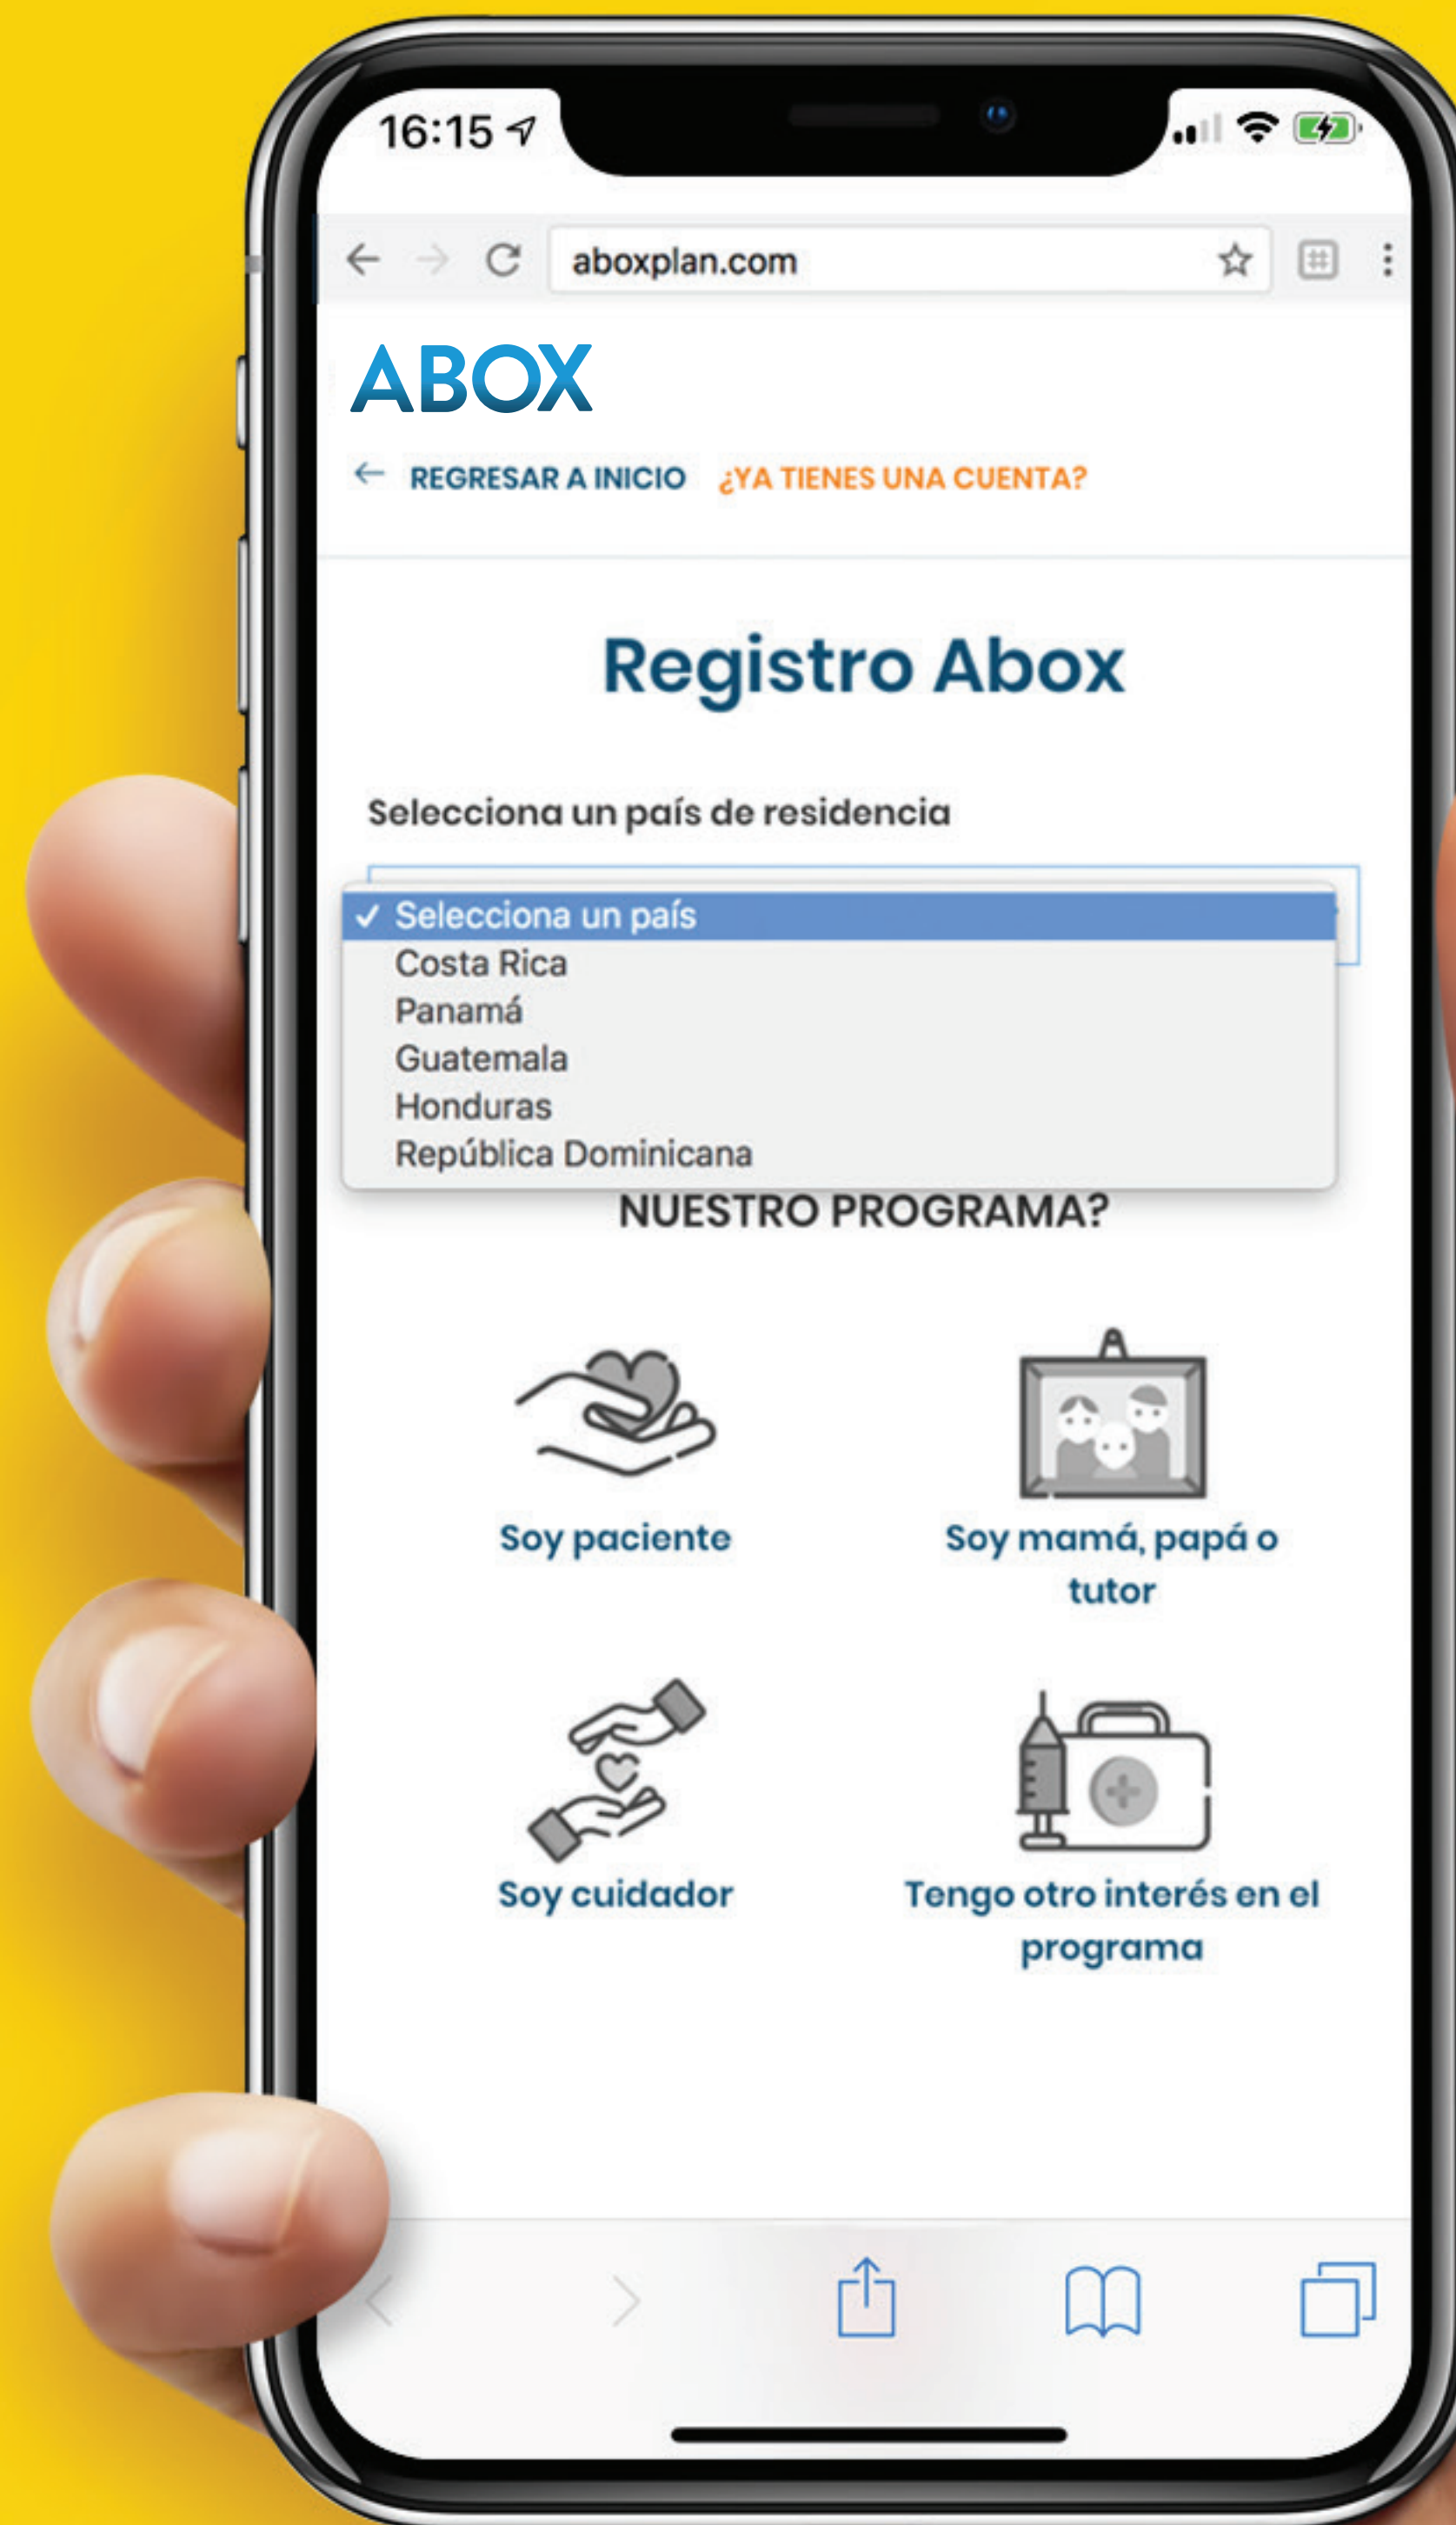 16:15
aboxplan.com
ABOX
← REGRESAR A INICIO ¿YA TIENES UNA CUENTA?
Registro Abox
Selecciona un país de residencia
✓ Selecciona un país
Costa Rica
Panamá
Guatemala
Honduras
República Dominicana
NUESTRO PROGRAMA?
Soy paciente
Soy mamá, papá o
tutor
Soy cuidador
Tengo otro interés en el
programa